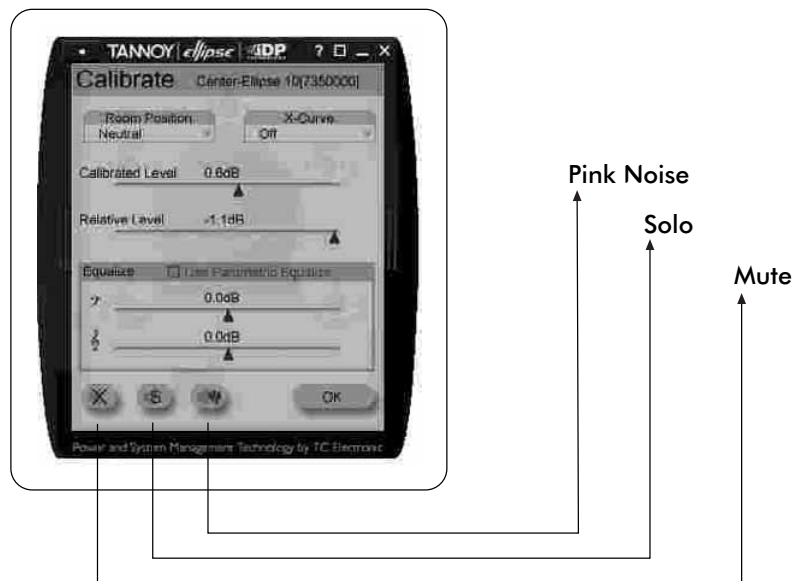 TANNOY ellipse iDP ? X
Calibrate Center-Ellipse 10[7350000]
Room Position X-Curve
Neutral Off
Calibrated Level 0.6dB
Relative Level -1.1dB
Equalize Use Parametric Equalize
0.0dB
0.0dB
X S OK
Power and System Management Technology by TC Electronic
Pink Noise
Solo
Mute